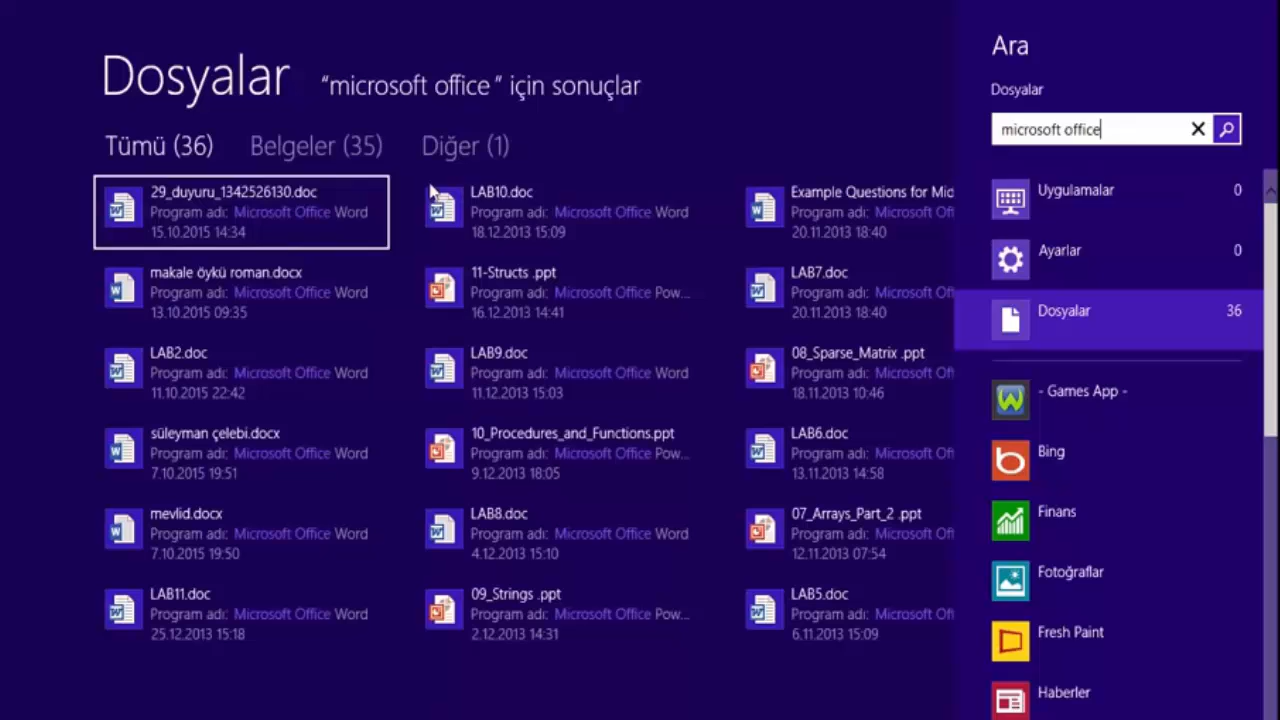 Dosyalar
"microsoft office" için sonuçlar
Tümü (36)
Belgeler (35)
Diğer (1)
29_duyuru_1342526130.doc
Program adı: Microsoft Office Word
15.10.2015 14:34
makale öykü roman.docx
Program adı: Microsoft Office Word
13.10.2015 09:35
LAB2.doc
Program adı: Microsoft Office Word
11.10.2015 22:42
süleyman çelebi.docx
Program adı: Microsoft Office Word
7.10.2015 19:51
mevlid.docx
Program adı: Microsoft Office Word
7.10.2015 19:50
LAB11.doc
Program adı: Microsoft Office Word
25.12.2013 15:18
LAB10.doc
Program adı: Microsoft Office Word
18.12.2013 15:09
11-Structs .ppt
Program adı: Microsoft Office Pow...
16.12.2013 14:41
LAB9.doc
Program adı: Microsoft Office Word
11.12.2013 15:03
10_Procedures_and_Functions.ppt
Program adı: Microsoft Office Pow...
9.12.2013 18:05
LAB8.doc
Program adı: Microsoft Office Word
4.12.2013 15:10
09_Strings .ppt
Program adı: Microsoft Office Pow...
2.12.2013 14:31
Example Questions for Mid
Program adı: Microsoft Of
20.11.2013 18:40
LAB7.doc
Program adı: Microsoft Of
20.11.2013 18:40
08_Sparse_Matrix .ppt
Program adı: Microsoft Of
18.11.2013 10:46
LAB6.doc
Program adı: Microsoft Of
13.11.2013 14:58
07_Arrays_Part_2 .ppt
Program adı: Microsoft Of
12.11.2013 07:54
LAB5.doc
Program adı: Microsoft Of
6.11.2013 15:09
Ara
Dosyalar
microsoft office
Uygulamalar 0
Ayarlar 0
Dosyalar 36
- Games App -
Bing
Finans
Fotoğraflar
Fresh Paint
Haberler